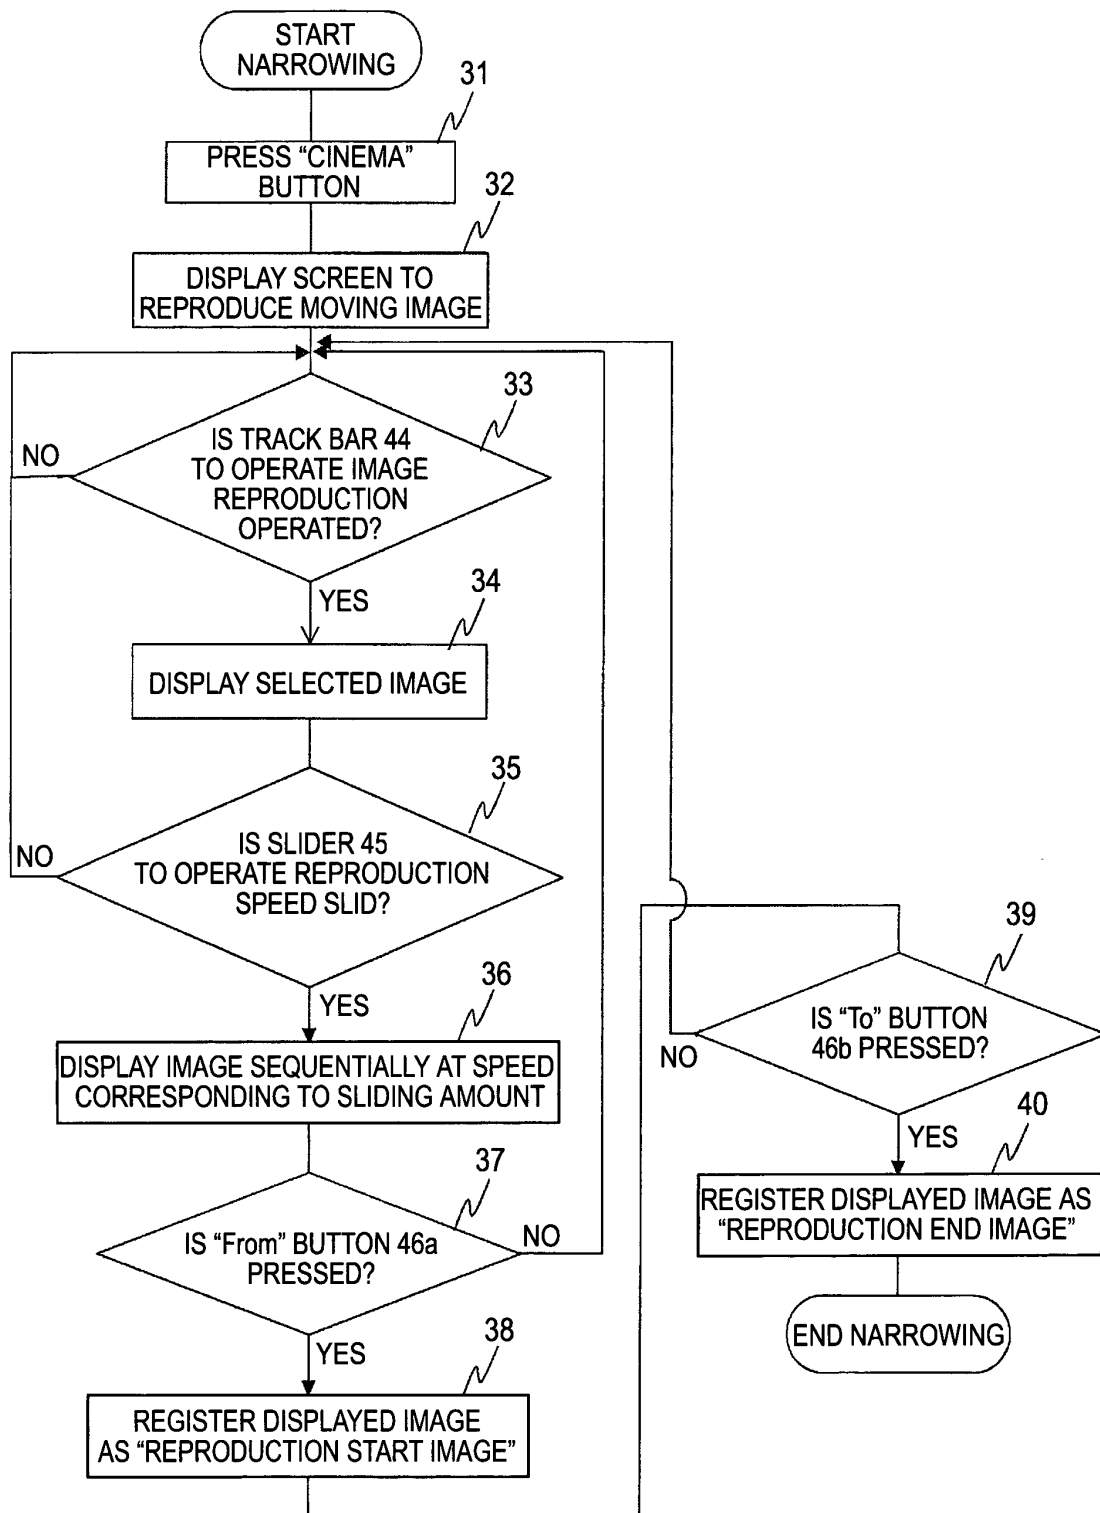 START
NARROWING
31
PRESS “CINEMA”
BUTTON
32
DISPLAY SCREEN TO
REPRODUCE MOVING IMAGE
33
IS TRACK BAR 44
TO OPERATE IMAGE
REPRODUCTION
OPERATED?
NO
YES
34
DISPLAY SELECTED IMAGE
35
IS SLIDER 45
TO OPERATE REPRODUCTION
SPEED SLID?
NO
YES
36
DISPLAY IMAGE SEQUENTIALLY AT SPEED
CORRESPONDING TO SLIDING AMOUNT
37
IS “From” BUTTON 46a
PRESSED?
NO
YES
38
REGISTER DISPLAYED IMAGE
AS “REPRODUCTION START IMAGE”
39
IS “To” BUTTON
46b PRESSED?
NO
YES
40
REGISTER DISPLAYED IMAGE AS
“REPRODUCTION END IMAGE”
END NARROWING